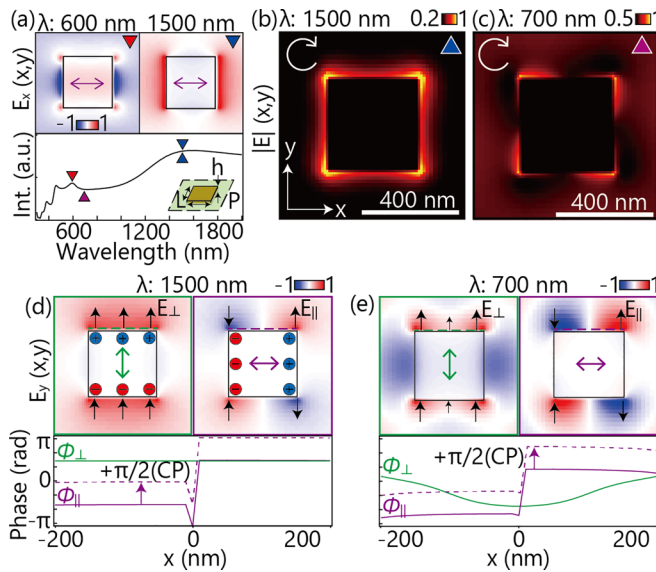 (a) λ: 600 nm 1500 nm
E_x (x,y)
−1 1
Int. (a.u.)
h
L P
600 1200 1800
Wavelength (nm)
(b) λ: 1500 nm 0.2 1
|E| (x,y)
y
x
400 nm
(c) λ: 700 nm 0.5 1
400 nm
λ: 1500 nm
(d) −1 1
E_y (x,y)
E⊥
+ + +
− − −
E∥
− +
− +
− +
Phase (rad)
π
0
-π
Φ⊥
Φ∥
+π/2(CP)
-200 0 200
x (nm)
λ: 700 nm
(e) −1 1
E⊥
E∥
Φ⊥
Φ∥
+π/2(CP)
-200 0 200
x (nm)